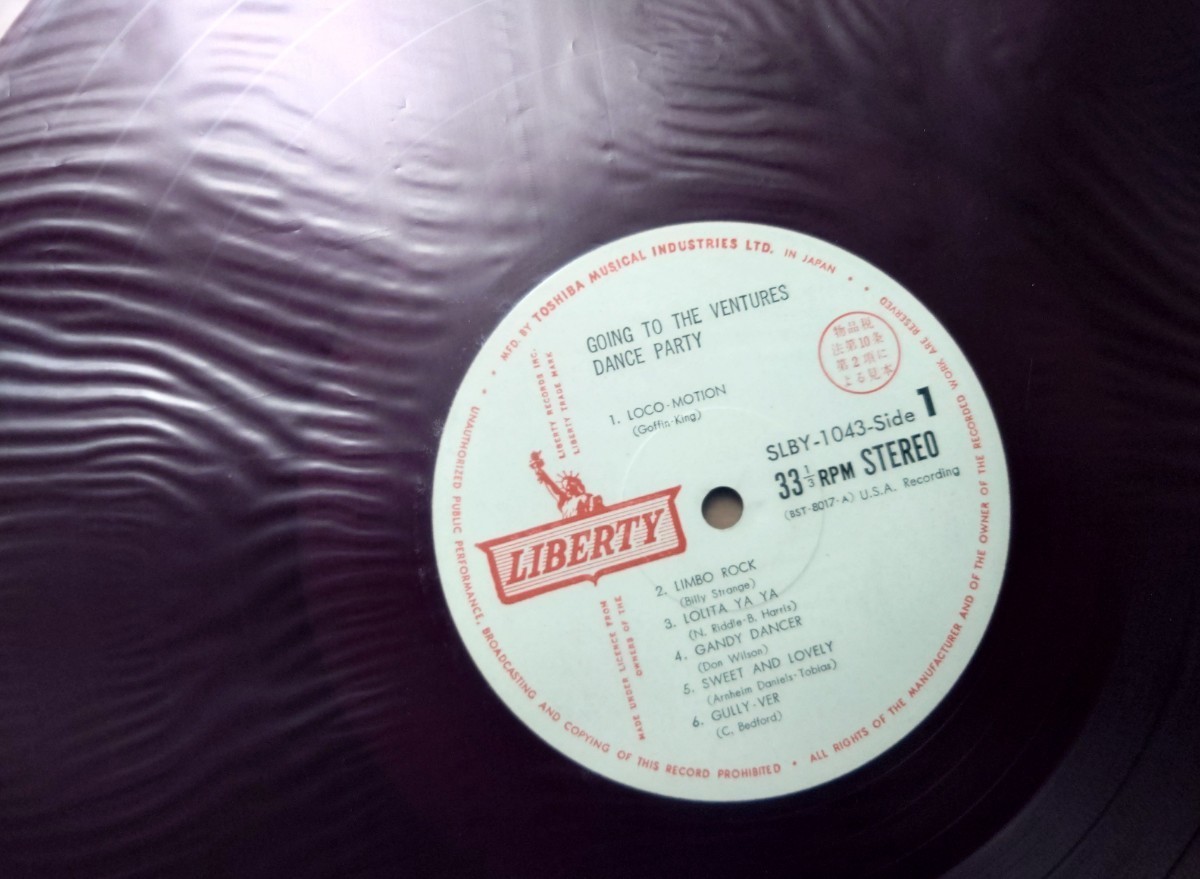 MFD. BY TOSHIBA MUSICAL INDUSTRIES LTD. IN JAPAN
GOING TO THE VENTURES
DANCE PARTY
物品税
法第10条
第2項に
よる見本
LIBERTY RECORDS INC.
LIBERTY TRADE MARK
1. LOCO-MOTION
(Goffin-King)
SLBY-1043-Side 1
33 1/3 RPM STEREO
(BST-8017-A) U.S.A. Recording
LIBERTY
2. LIMBO ROCK
(Billy Strange)
3. LOLITA YA YA
(N. Riddle-B. Harris)
4. GANDY DANCER
(Don Wilson)
5. SWEET AND LOVELY
(Arnheim Daniels-Tobias)
6. GULLY-VER
(C. Bedford)
MADE UNDER LICENCE FROM
OWNERS OF THE
UNAUTHORIZED PUBLIC PERFORMANCE, BROADCASTING AND COPYING OF THIS RECORD PROHIBITED • ALL RIGHTS OF THE MANUFACTURER AND OF THE OWNER OF THE RECORDED WORK ARE RESERVED